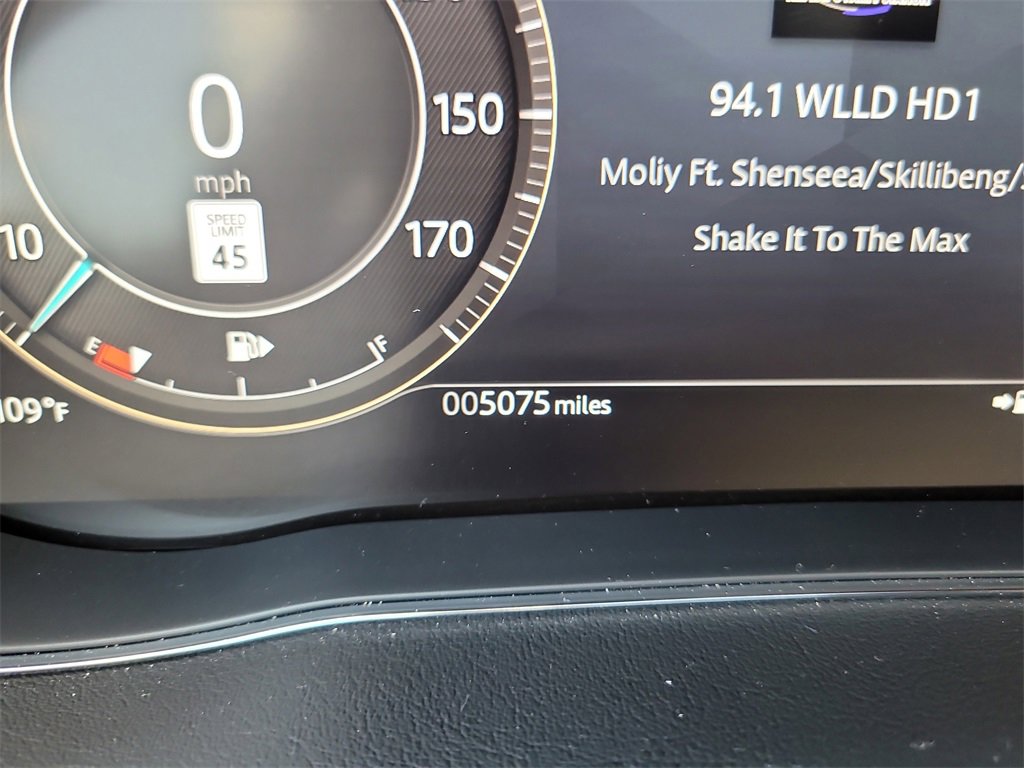 0
mph
SPEED
LIMIT
45
10
150
170
E
F
109°F
005075 miles
94.1 WLLD HD1
Moliy Ft. Shenseea/Skillibeng/
Shake It To The Max